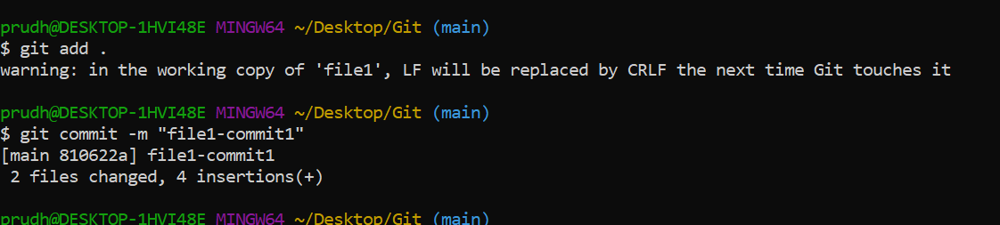 prudh@DESKTOP-1HVI48E MINGW64 ~/Desktop/Git (main)
$ git add .
warning: in the working copy of 'file1', LF will be replaced by CRLF the next time Git touches it
prudh@DESKTOP-1HVI48E MINGW64 ~/Desktop/Git (main)
$ git commit -m "file1-commit1"
[main 810622a] file1-commit1
 2 files changed, 4 insertions(+)
prudh@DESKTOP-1HVI48E MINGW64 ~/Desktop/Git (main)